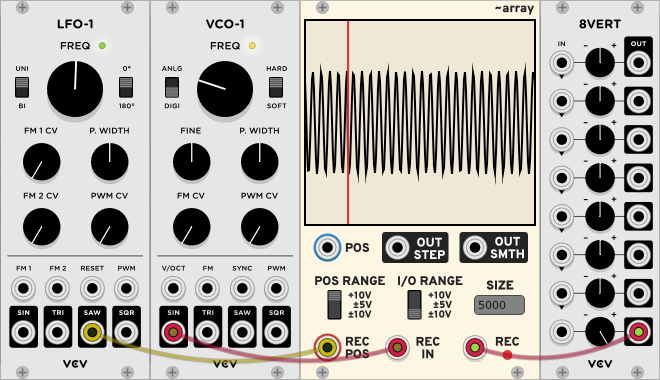 LFO-1
FREQ
UNI
BI
0°
180°
FM 1 CV
P. WIDTH
FM 2 CV
PWM CV
FM 1 FM 2 RESET PWM
SIN TRI SAW SQR
VCV
VCO-1
FREQ
ANLG
DIGI
HARD
SOFT
FINE
P. WIDTH
FM CV
PWM CV
V/OCT FM SYNC PWM
SIN TRI SAW SQR
VCV
~array
POS
OUT STEP
OUT SMTH
POS RANGE
+10V
±5V
±10V
I/O RANGE
+10V
±5V
±10V
SIZE
5000
REC POS
REC IN
REC
8VERT
IN
OUT
- +
- +
- +
- +
- +
- +
- +
- +
VCV